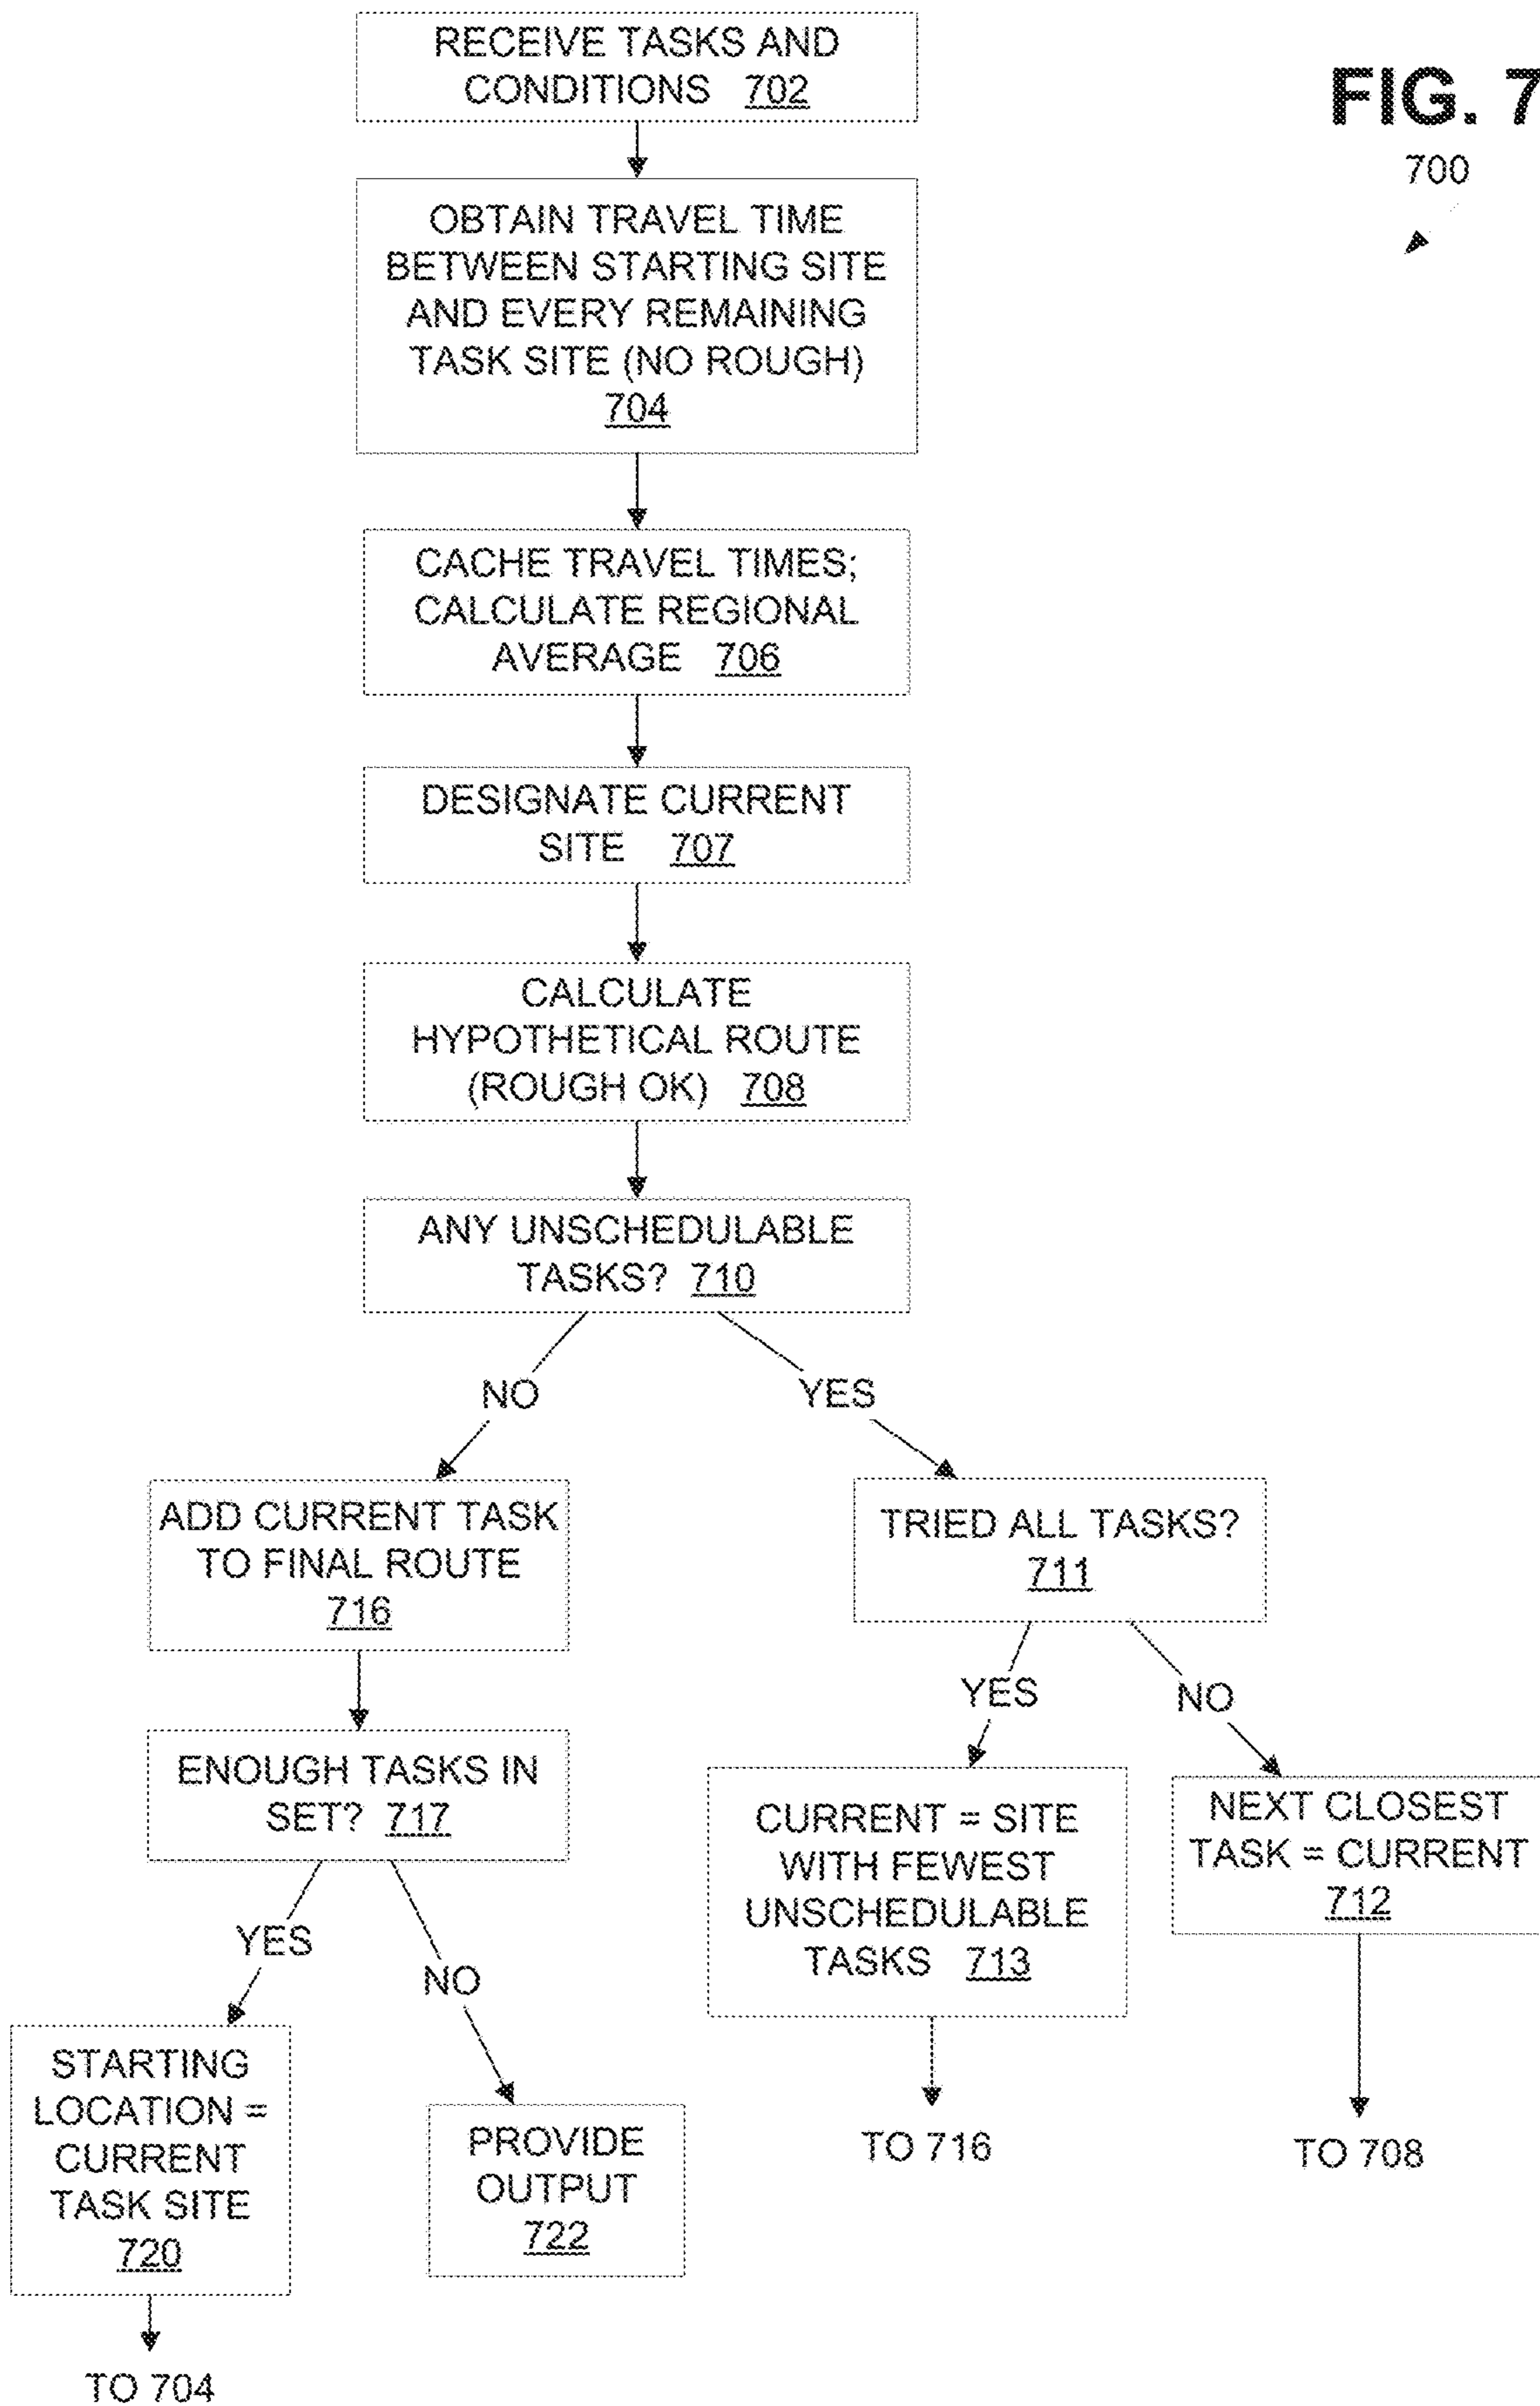 RECEIVE TASKS AND
CONDITIONS 702
FIG. 7
700
OBTAIN TRAVEL TIME
BETWEEN STARTING SITE
AND EVERY REMAINING
TASK SITE (NO ROUGH)
704
CACHE TRAVEL TIMES;
CALCULATE REGIONAL
AVERAGE 706
DESIGNATE CURRENT
SITE 707
CALCULATE
HYPOTHETICAL ROUTE
(ROUGH OK) 708
ANY UNSCHEDULABLE
TASKS? 710
NO
YES
ADD CURRENT TASK
TO FINAL ROUTE
716
TRIED ALL TASKS?
711
YES
NO
ENOUGH TASKS IN
SET? 717
CURRENT = SITE
WITH FEWEST
UNSCHEDULABLE
TASKS 713
NEXT CLOSEST
TASK = CURRENT
712
YES
NO
STARTING
LOCATION =
CURRENT
TASK SITE
720
PROVIDE
OUTPUT
722
TO 716
TO 708
TO 704